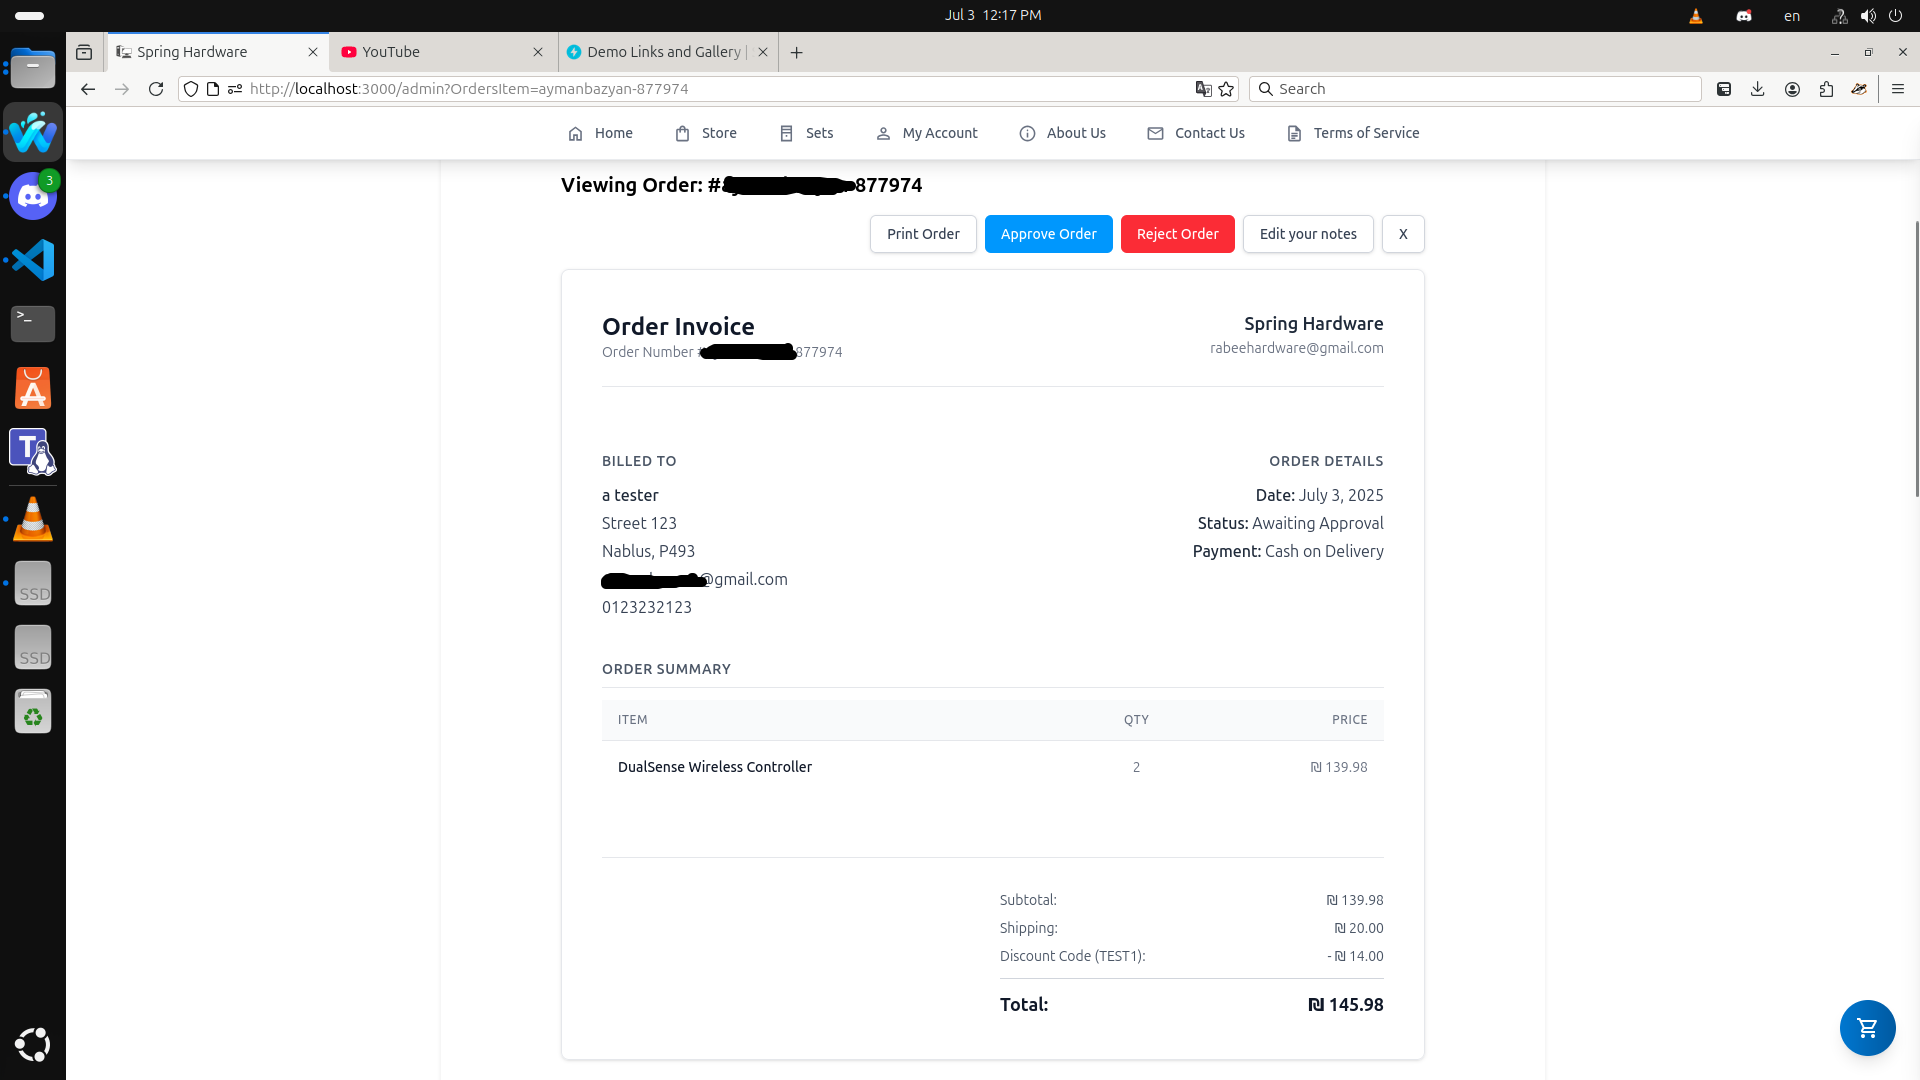 Jul 3 12:17 PM
en
Spring Hardware
YouTube
Demo Links and Gallery |
http://localhost:3000/admin?OrdersItem=aymanbazyan-877974
Search
3
Home
Store
Sets
My Account
About Us
Contact Us
Terms of Service
Viewing Order: # 877974
Print Order
Approve Order
Reject Order
Edit your notes
X
Order Invoice
Order Number 877974
Spring Hardware
rabeehardware@gmail.com
BILLED TO
a tester
Street 123
Nablus, P493
@gmail.com
0123232123
ORDER DETAILS
Date: July 3, 2025
Status: Awaiting Approval
Payment: Cash on Delivery
ORDER SUMMARY
ITEM QTY PRICE
DualSense Wireless Controller 2 ₪ 139.98
Subtotal: ₪ 139.98
Shipping: ₪ 20.00
Discount Code (TEST1): - ₪ 14.00
Total: ₪ 145.98
>_
A
T
SSD
SSD